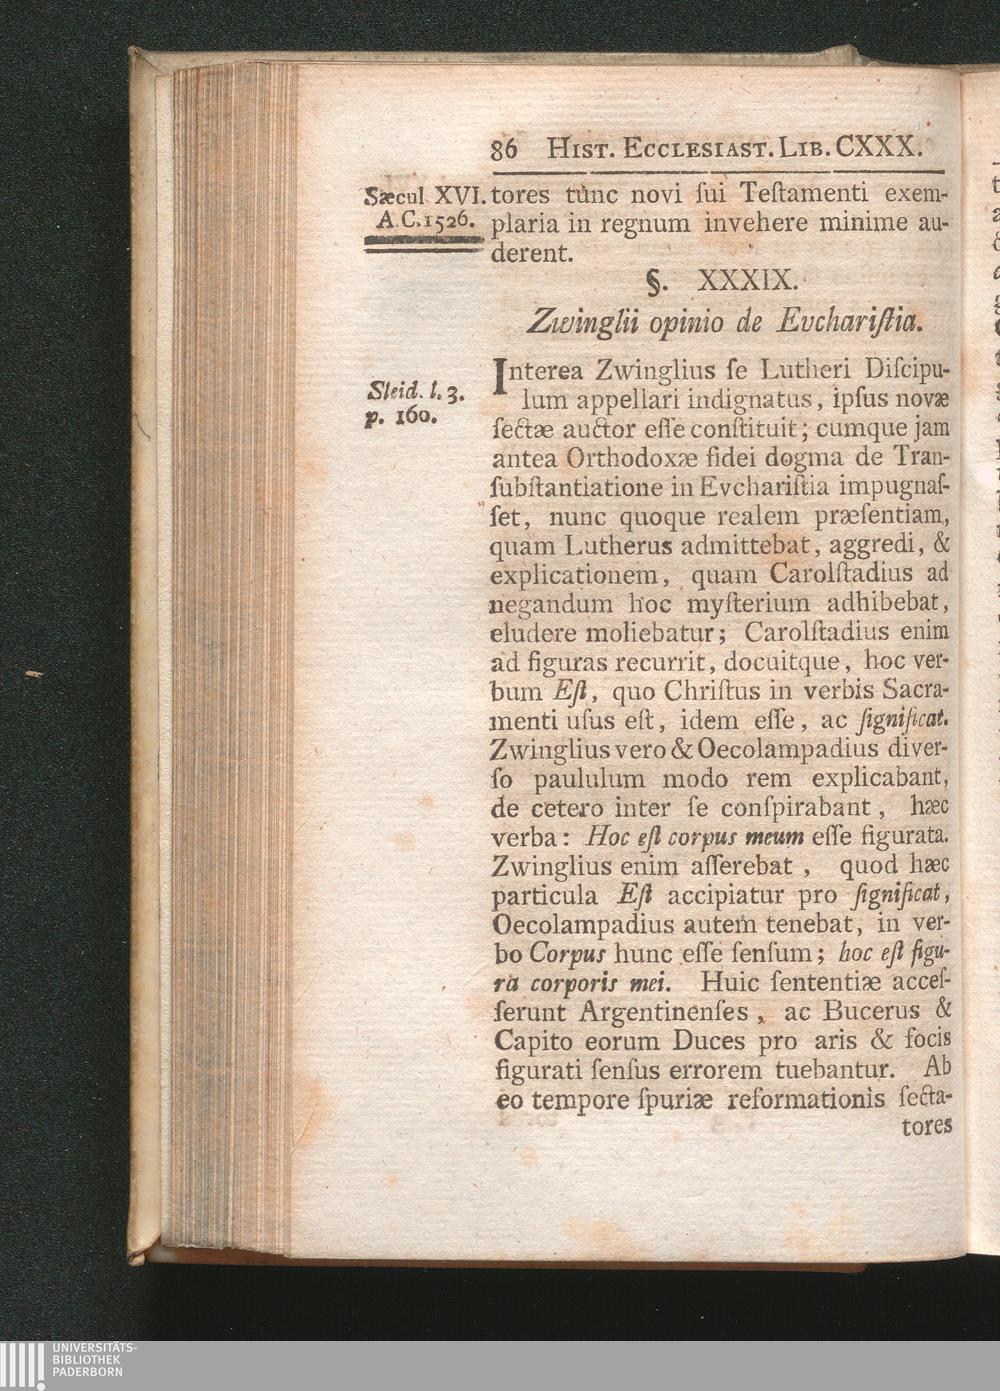 86 HIST. ECCLESIAST. LIB. CXXX.
Sæcul XVI.
A.C. 1526.
tores tunc novi ſui Teſtamenti exem-
plaria in regnum invehere minime au-
derent.
§. XXXIX.
Zwinglii opinio de Evchariſtia.
Sleid. l. 3.
p. 160.
Interea Zwinglius ſe Lutheri Diſcipu-
lum appellari indignatus, ipſus novæ
ſectæ auctor eſſe conſtituit; cumque jam
antea Orthodoxæ fidei dogma de Tran-
ſubſtantiatione in Evchariſtia impugnaſ-
ſet, nunc quoque realem præſentiam,
quam Lutherus admittebat, aggredi, &
explicationem, quam Carolſtadius ad
negandum hoc myſterium adhibebat,
eludere moliebatur; Carolſtadius enim
ad figuras recurrit, docuitque, hoc ver-
bum Eſt, quo Chriſtus in verbis Sacra-
menti uſus eſt, idem eſſe, ac ſignificat.
Zwinglius vero & Oecolampadius diver-
ſo paululum modo rem explicabant,
de cetero inter ſe conſpirabant, hæc
verba: Hoc eſt corpus meum eſſe figurata.
Zwinglius enim aſſerebat, quod hæc
particula Eſt accipiatur pro ſignificat,
Oecolampadius autem tenebat, in ver-
bo Corpus hunc eſſe ſenſum; hoc eſt figu-
ra corporis mei. Huic ſententiæ acceſ-
ſerunt Argentinenſes, ac Bucerus &
Capito eorum Duces pro aris & focis
figurati ſenſus errorem tuebantur. Ab
eo tempore ſpuriæ reformationis ſecta-
tores
UNIVERSITÄTS-
BIBLIOTHEK
PADERBORN